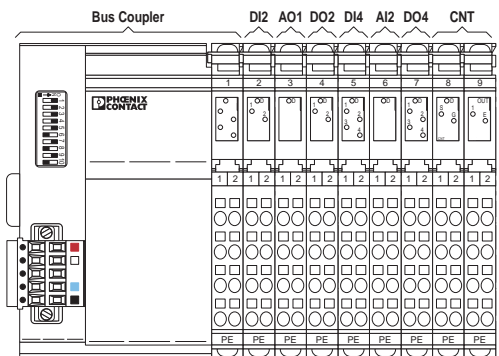 Bus Coupler DI2 AO1 DO2 DI4 AI2 DO4 CNT
1 2 3 4 5 6 7 8 9
PHŒNIX
CONTACT
D D D D D D D D OUT
1 2 1 2 1 2 1 2 1 2 1 2 1 2 1 2 1 2
PE PE PE PE PE PE PE PE PE